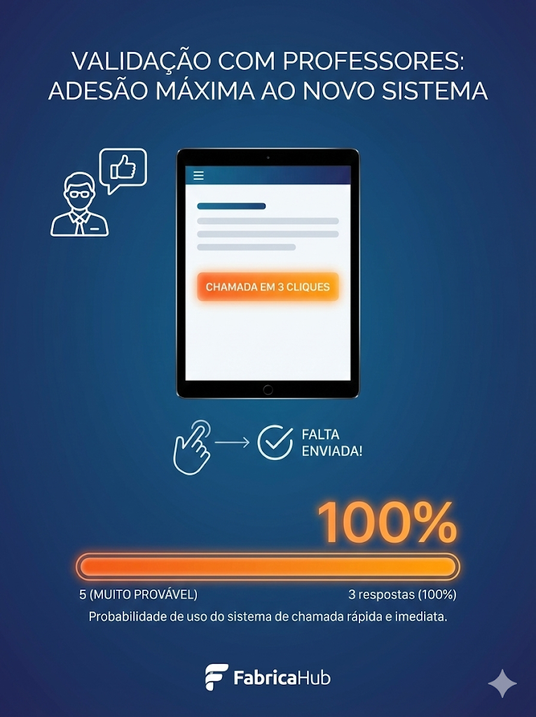 VALIDAÇÃO COM PROFESSORES:
ADESÃO MÁXIMA AO NOVO SISTEMA
CHAMADA EM 3 CLIQUES
FALTA
ENVIADA!
100%
5 (MUITO PROVÁVEL) 3 respostas (100%)
Probabilidade de uso do sistema de chamada rápida e imediata.
FabricaHub